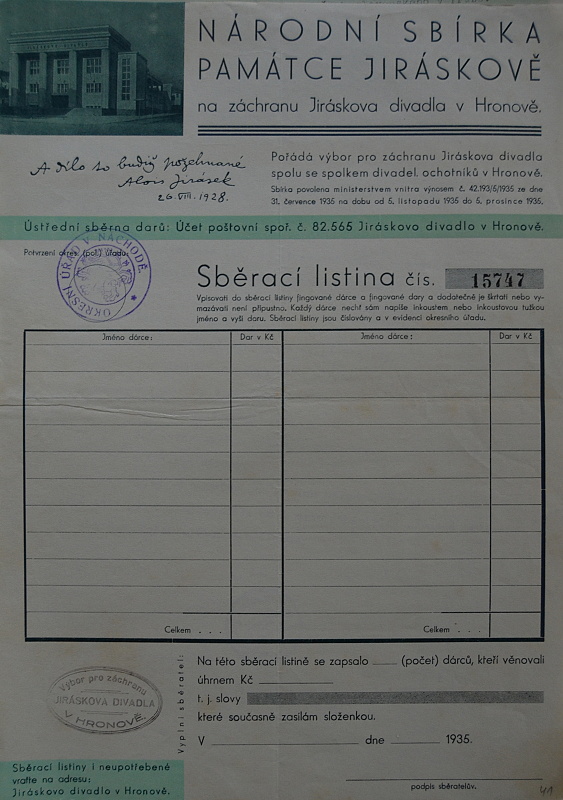 NÁRODNÍ SBÍRKA
PAMÁTCE JIRÁSKOVĚ
na záchranu Jiráskova divadla v Hronově.
A dílo to budiž požehnané
Alois Jirásek
26. VIII. 1928.
Pořádá výbor pro záchranu Jiráskova divadla
spolu se spolkem divadel. ochotníků v Hronově.
Sbírka povolena ministerstvem vnitra výnosem č. 42.193/5/1935 ze dne
31. července 1935 na dobu od 5. listopadu 1935 do 5. prosince 1935.
Ústřední sběrna darů: Účet poštovní spoř. č. 82.565 Jiráskovo divadlo v Hronově.
Potvrzení okres. (pol.) úřadu:
OKRESNÍ ÚŘAD V NÁCHODĚ
Sběrací listina čís. 15747
Vpisovati do sběrací listiny fingované dárce a fingované dary a dodatečně je škrtati nebo vy-
mazávati není přípustno. Každý dárce nechť sám napíše inkoustem nebo inkoustovou tužkou
jméno a výši daru. Sběrací listiny jsou číslovány a v evidenci okresního úřadu.
Jméno dárce: Dar v Kč Jméno dárce: Dar v Kč
Celkem . . . Celkem . . .
Vyplní sběratel:
Na této sběrací listině se zapsalo (počet) dárců, kteří věnovali
úhrnem Kč
t. j. slovy
které současně zasílám složenkou.
V dne 1935.
podpis sběratelův.
Výbor pro záchranu
JIRÁSKOVA DIVADLA
V HRONOVĚ.
Sběrací listiny i neupotřebené
vraťte na adresu:
Jiráskovo divadlo v Hronově.
41